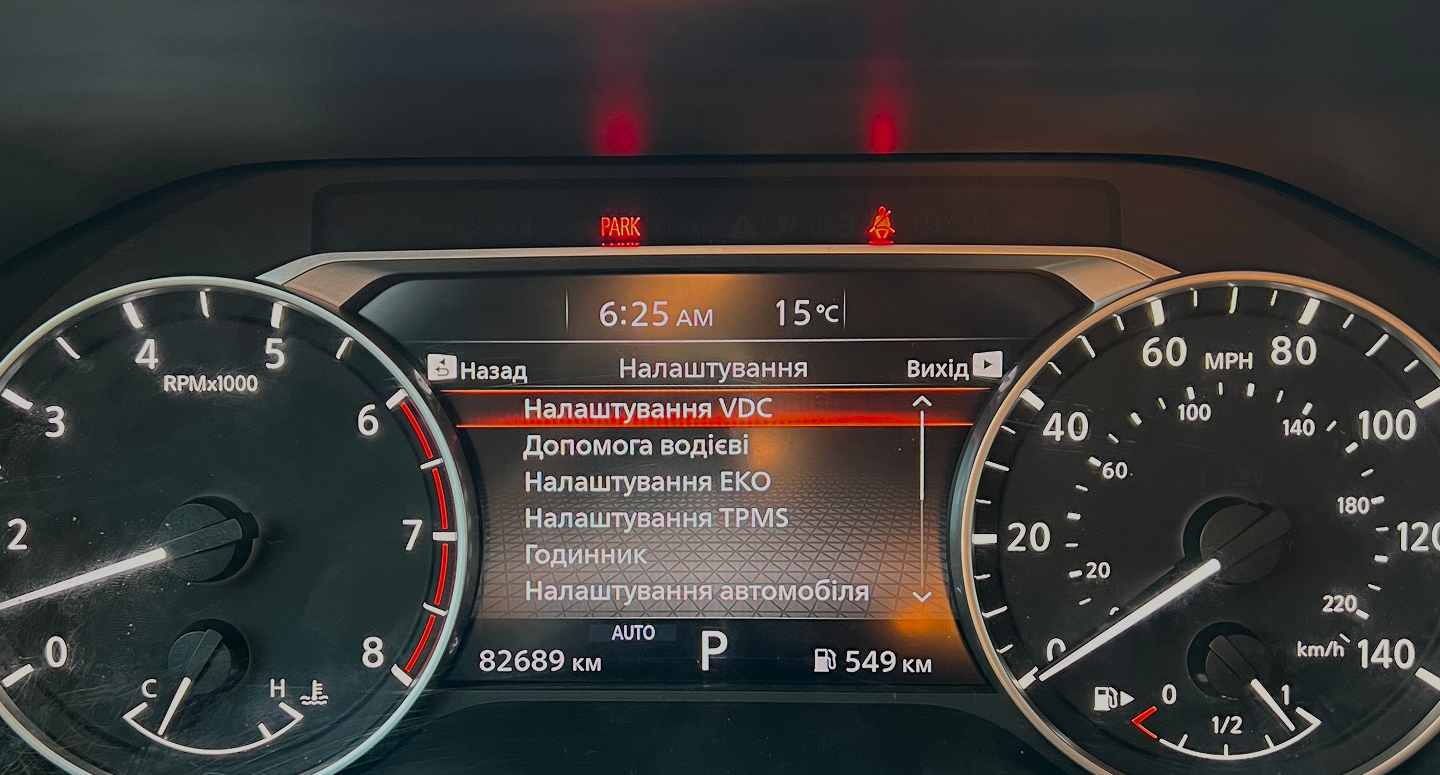 PARK
6:25 AM 15°C
Назад Налаштування Вихід
Налаштування VDC
Допомога водієві
Налаштування ЕКО
Налаштування TPMS
Годинник
Налаштування автомобіля
AUTO
82689 км P 549 км
RPMx1000
0 2 3 4 5 6 7 8
C H
MPH
0 20 40 60 80 100 120 140
20 60 100 140 180 220
km/h
0 1/2 1